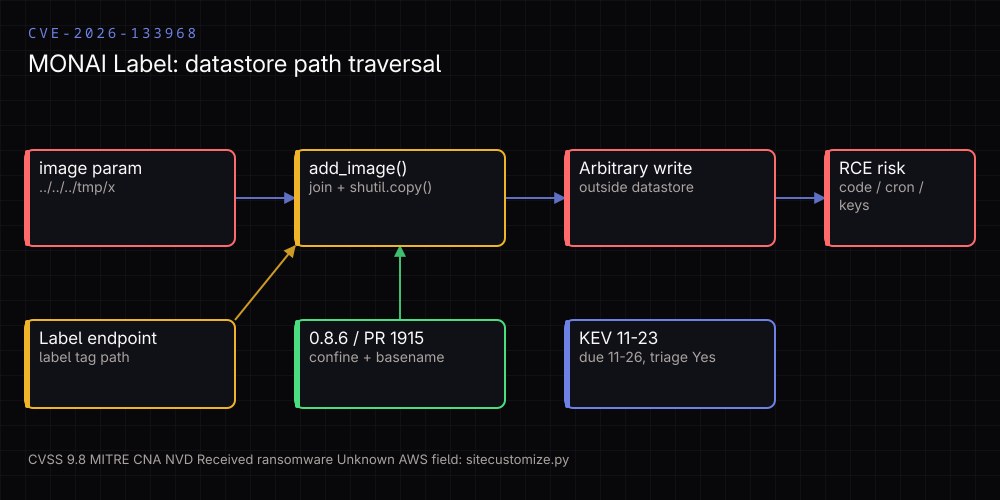 CVE-2026-133968
MONAI Label: datastore path traversal
image param
../../../tmp/x
add_image()
join + shutil.copy()
Arbitrary write
outside datastore
RCE risk
code / cron /
keys
Label endpoint
label tag path
0.8.6 / PR 1915
confine + basename
KEV 11-23
due 11-26, triage Yes
CVSS 9.8 MITRE CNA NVD Received ransomware Unknown AWS field: sitecustomize.py